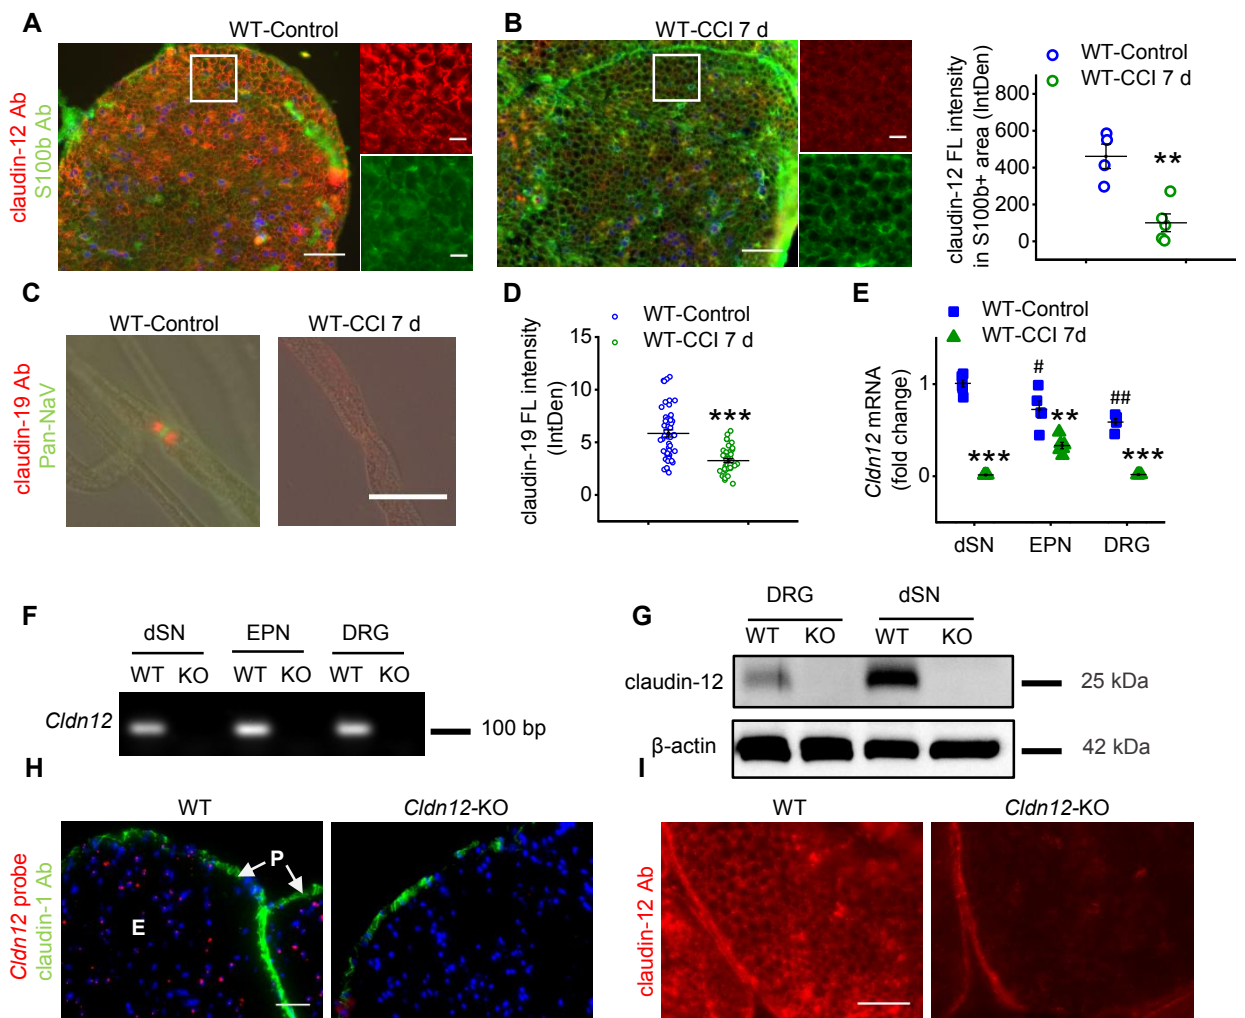 A
WT-Control
claudin-12 Ab
S100b Ab
B
WT-CCI 7 d
WT-Control
WT-CCI 7 d
claudin-12 FL intensity
in S100b+ area (IntDen)
800
600
400
200
0
**
C
WT-Control
WT-CCI 7 d
claudin-19 Ab
Pan-NaV
D
WT-Control
WT-CCI 7 d
claudin-19 FL intensity
(IntDen)
15
10
5
0
***
E
WT-Control
WT-CCI 7d
Cldn12 mRNA
(fold change)
1
0
#
##
***
**
***
dSN
EPN
DRG
F
dSN
EPN
DRG
WT KO
WT KO
WT KO
Cldn12
100 bp
G
DRG
dSN
WT
KO
WT
KO
claudin-12
25 kDa
β-actin
42 kDa
H
WT
Cldn12-KO
Cldn12 probe
claudin-1 Ab
P
E
I
WT
Cldn12-KO
claudin-12 Ab